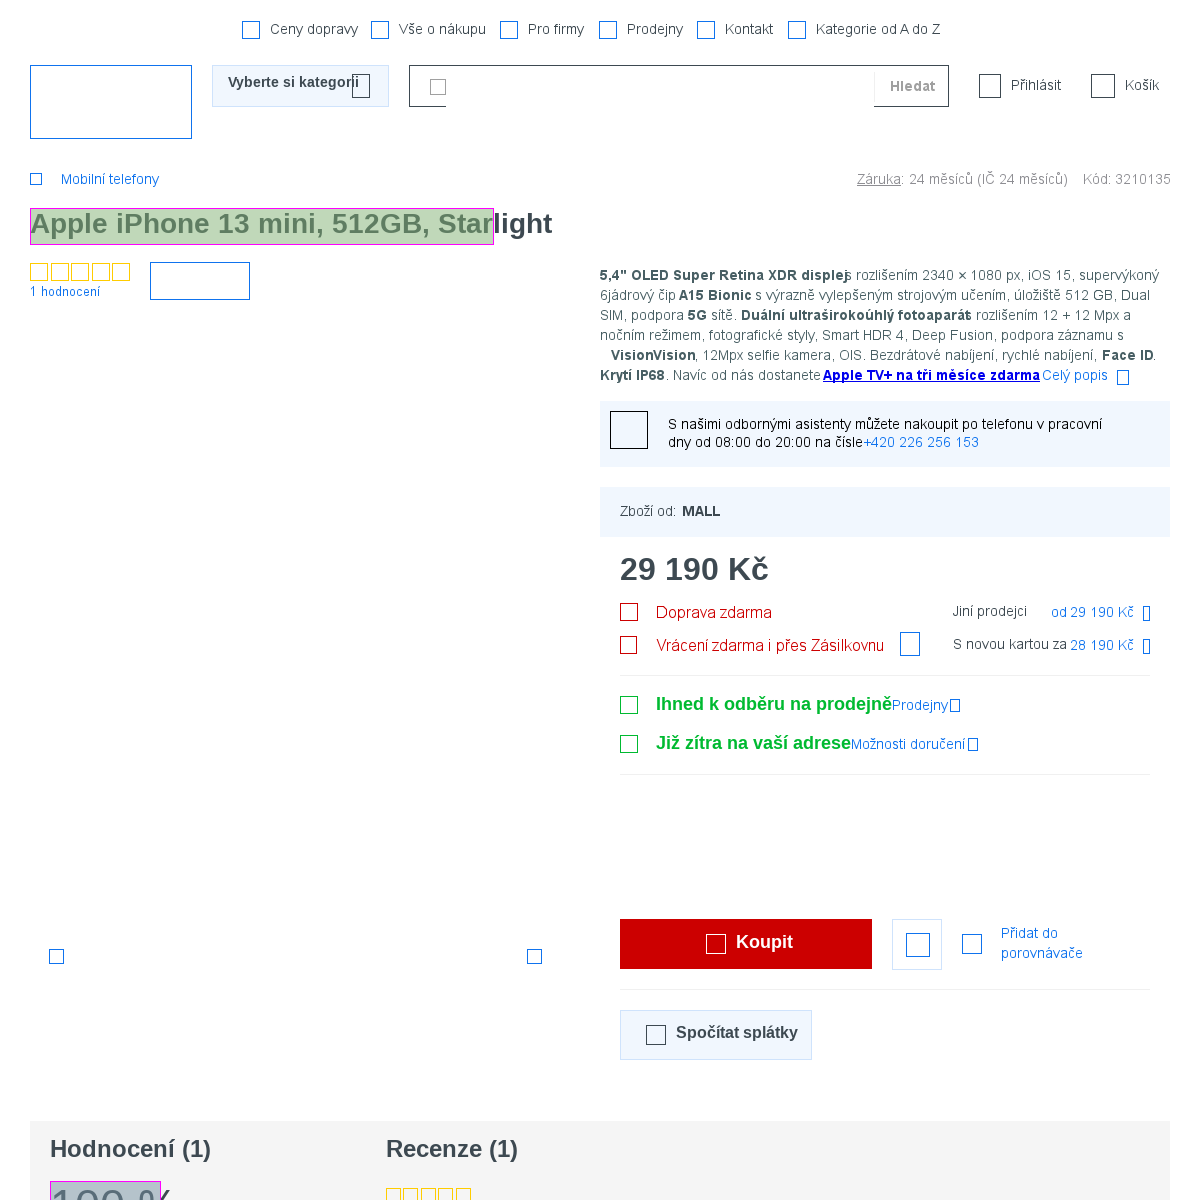 Ceny dopravy Vše o nákupu Pro firmy Prodejny Kontakt Kategorie od A do Z
Vyberte si kategorii Hledat Přihlásit Košík
Mobilní telefony Záruka: 24 měsíců (IČ 24 měsíců) Kód: 3210135
Apple iPhone 13 mini, 512GB, Starlight
1 hodnocení
5,4" OLED Super Retina XDR displej s rozlišením 2340 × 1080 px, iOS 15, supervýkoný
6jádrový čip A15 Bionic s výrazně vylepšeným strojovým učením, úložiště 512 GB, Dual
SIM, podpora 5G sítě. Duální ultraširokoúhlý fotoaparát s rozlišením 12 + 12 Mpx a
nočním režimem, fotografické styly, Smart HDR 4, Deep Fusion, podpora záznamu s
VisionVision, 12Mpx selfie kamera, OIS. Bezdrátové nabíjení, rychlé nabíjení, Face ID.
Krytí IP68. Navíc od nás dostanete Apple TV+ na tři měsíce zdarma Celý popis
S našimi odbornými asistenty můžete nakoupit po telefonu v pracovní
dny od 08:00 do 20:00 na čísle +420 226 256 153
Zboží od: MALL
29 190 Kč
Doprava zdarma Jiní prodejci od 29 190 Kč
Vrácení zdarma i přes Zásilkovnu S novou kartou za 28 190 Kč
Ihned k odběru na prodejně Prodejny
Již zítra na vaší adrese Možnosti doručení
Koupit Přidat do
porovnávače
Spočítat splátky
Hodnocení (1) Recenze (1)
100 %